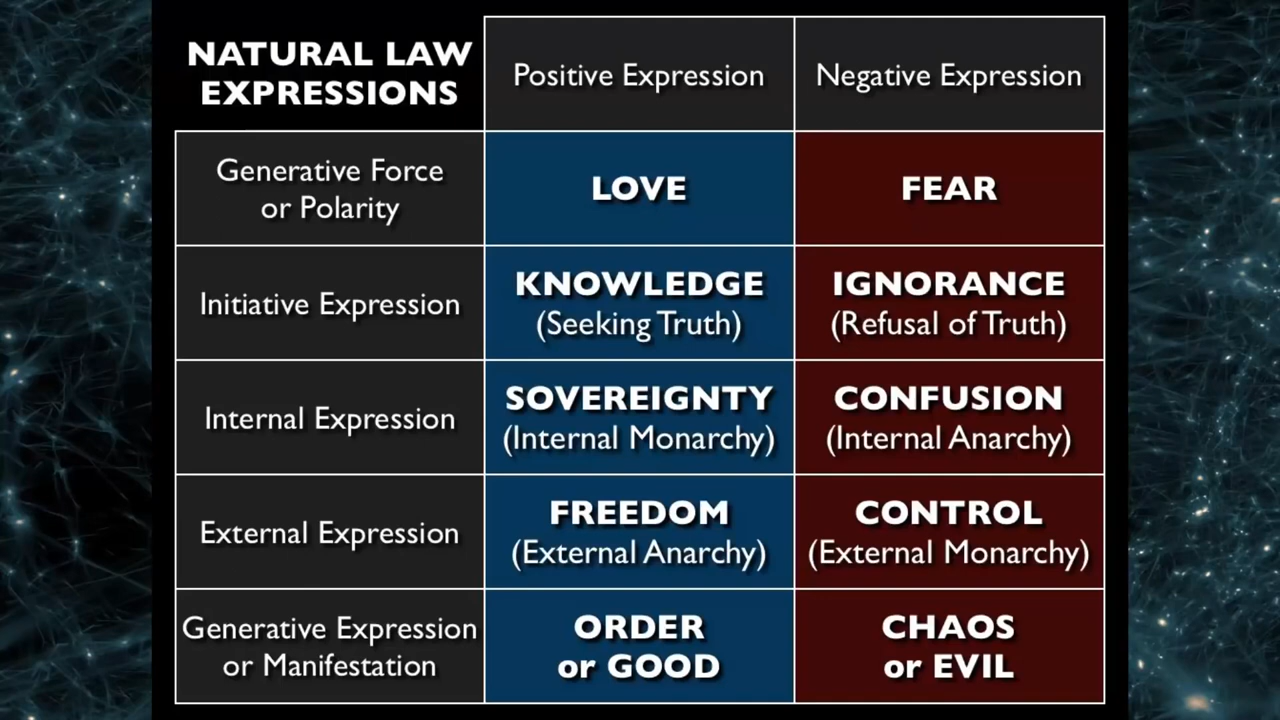 NATURAL LAW
EXPRESSIONS
Positive Expression
Negative Expression
Generative Force
or Polarity
LOVE
FEAR
Initiative Expression
KNOWLEDGE
(Seeking Truth)
IGNORANCE
(Refusal of Truth)
Internal Expression
SOVEREIGNTY
(Internal Monarchy)
CONFUSION
(Internal Anarchy)
External Expression
FREEDOM
(External Anarchy)
CONTROL
(External Monarchy)
Generative Expression
or Manifestation
ORDER
or GOOD
CHAOS
or EVIL